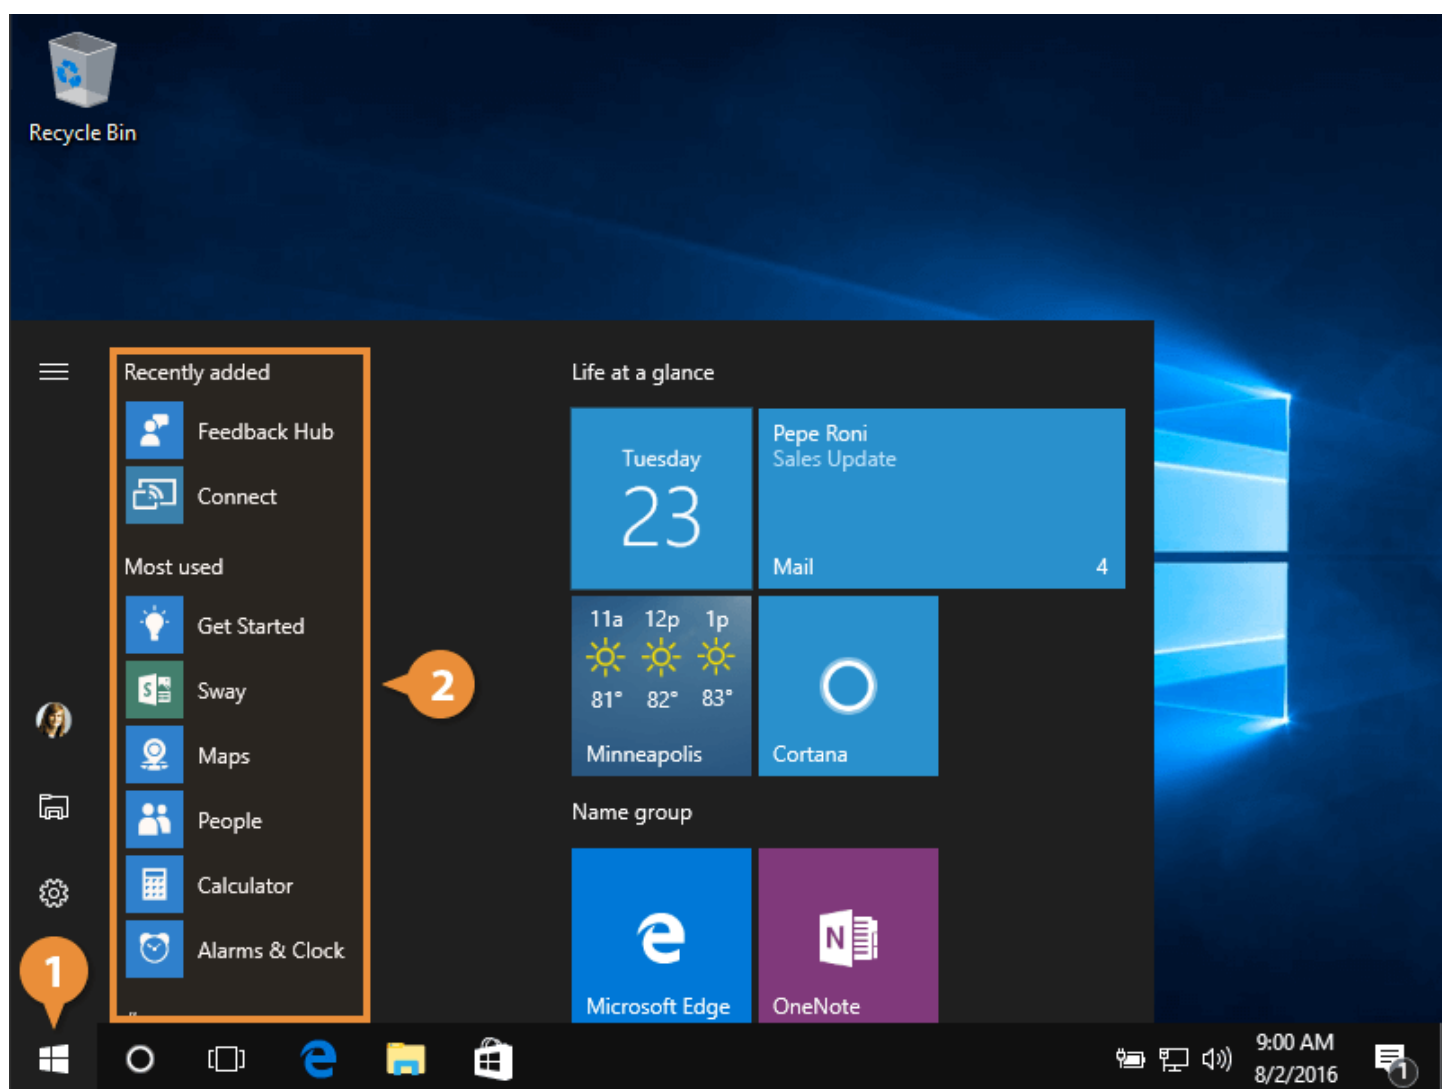 Recycle Bin
Recently added
Feedback Hub
Connect
Most used
Get Started
Sway
Maps
People
Calculator
Alarms & Clock
Life at a glance
Tuesday
23
Pepe Roni
Sales Update
Mail 4
11a 12p 1p
81° 82° 83°
Minneapolis
Cortana
Name group
Microsoft Edge
N
OneNote
S
2
1
9:00 AM
8/2/2016
1